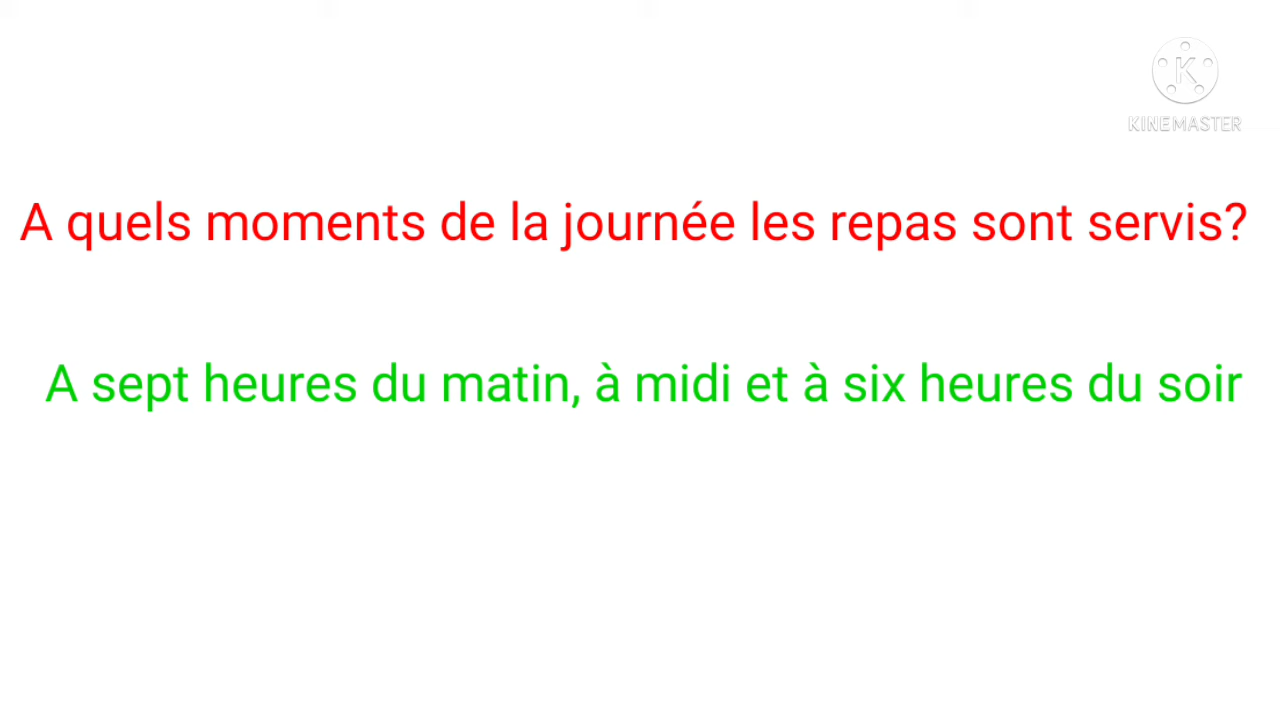 KINEMASTER
A quels moments de la journée les repas sont servis?
A sept heures du matin, à midi et à six heures du soir